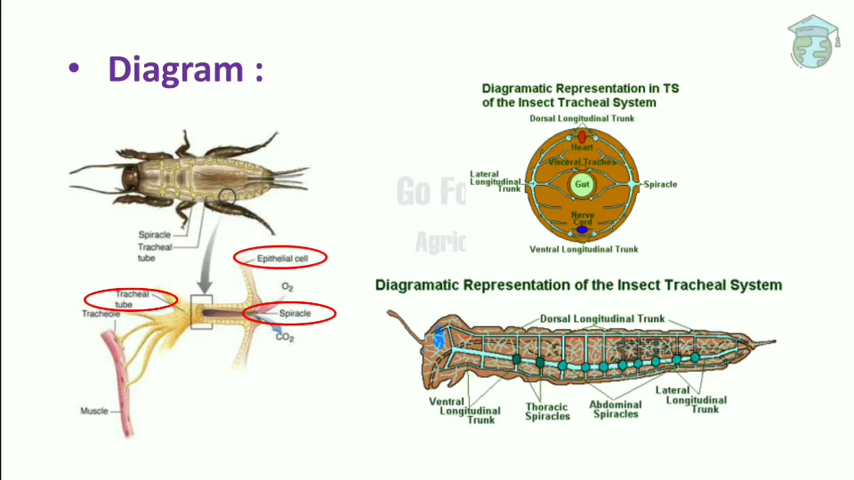 • Diagram :
Spiracle
Tracheal
tube
Epithelial cell
O2
Tracheal
tube
Spiracle
Tracheole
CO2
Muscle
Diagramatic Representation in TS
of the Insect Tracheal System
Dorsal Longitudinal Trunk
Heart
Visceral Trachea
Lateral
Longitudinal
Trunk
Gut
Spiracle
Nerve
Cord
Ventral Longitudinal Trunk
Go Fo
Agric
Diagramatic Representation of the Insect Tracheal System
Dorsal Longitudinal Trunk
Ventral
Longitudinal
Trunk
Thoracic
Spiracles
Abdominal
Spiracles
Lateral
Longitudinal
Trunk